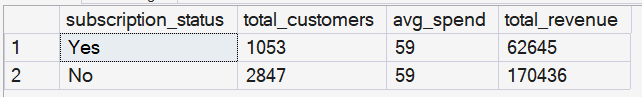 subscription_status total_customers avg_spend total_revenue
1 Yes 1053 59 62645
2 No 2847 59 170436